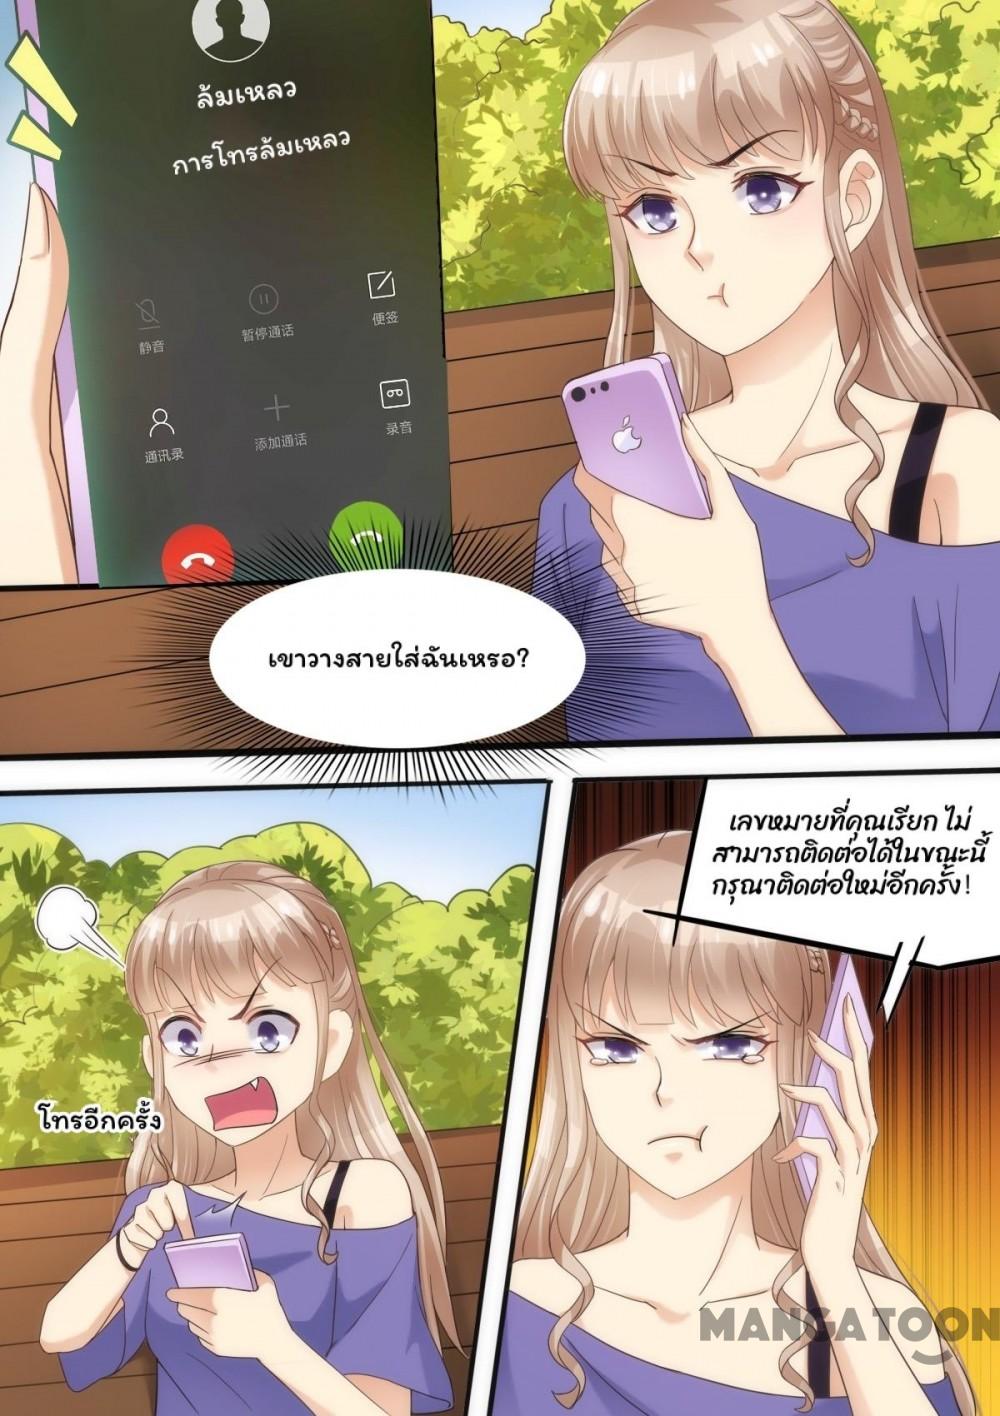 ล้มเหลว
การโทรล้มเหลว
静音
暂停通话
便签
通讯录
添加通话
录音
เขาวางสายใส่ฉันเหรอ?
เลขหมายที่คุณเรียก ไม่
สามารถติดต่อได้ในขณะนี้
กรุณาติดต่อใหม่อีกครั้ง!
โทรอีกครั้ง
MANGATOON